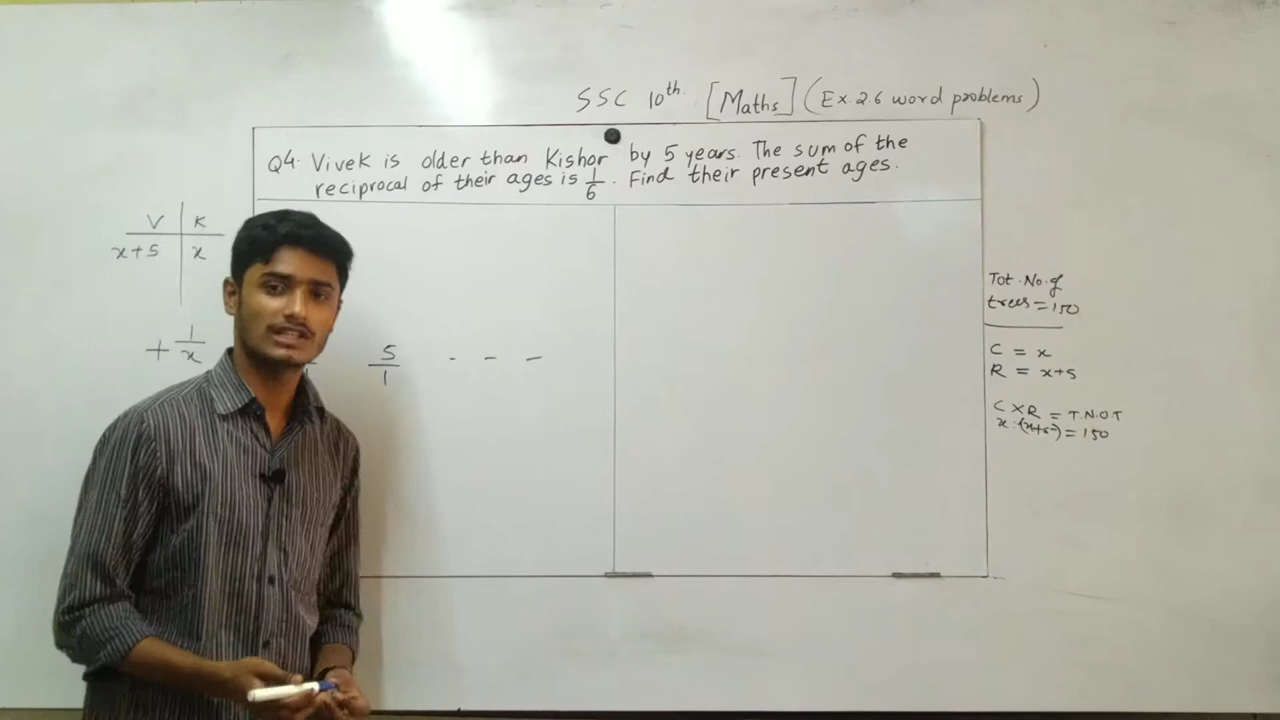 SSC 10th [Maths] (Ex. 2.6 word problems)
Q4. Vivek is older than Kishor by 5 years. The sum of the
reciprocal of their ages is 1/6. Find their present ages.
V K
x+5 x
+ 1/x
5/1 - - -
Tot. No. of
trees = 150
C = x
R = x+5
C X R = T.N.O.T
x.(x+5) = 150